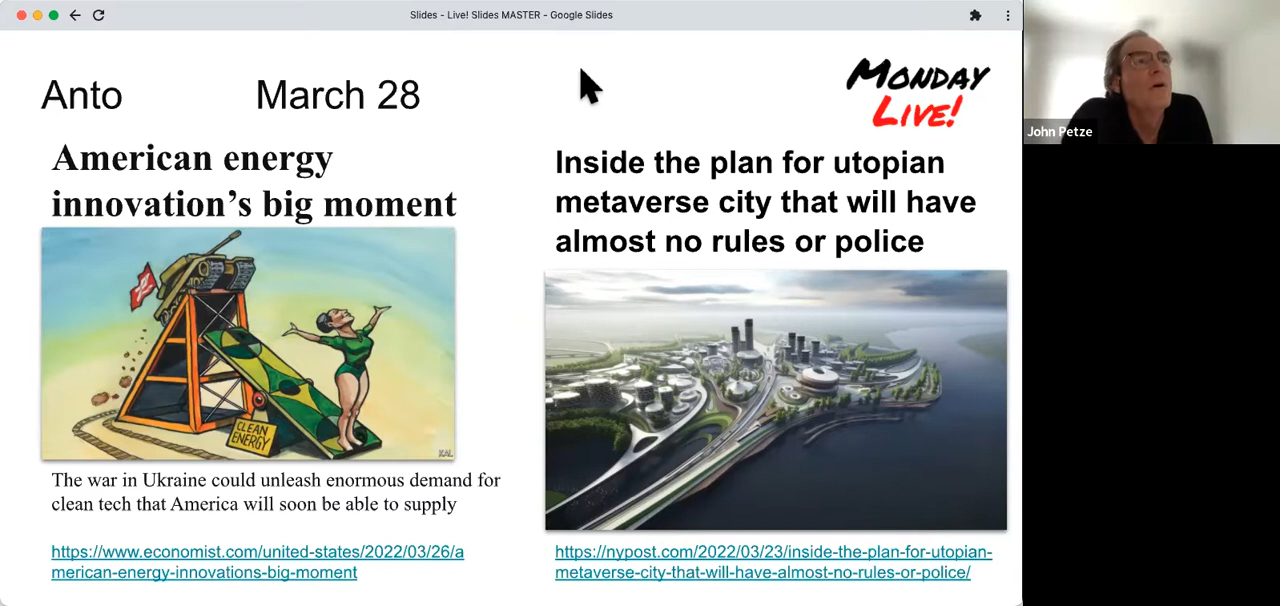 Slides - Live! Slides MASTER - Google Slides
Anto March 28
MONDAY
LIVE!
American energy
innovation’s big moment
Inside the plan for utopian
metaverse city that will have
almost no rules or police
CLEAN
ENERGY
KAL
The war in Ukraine could unleash enormous demand for
clean tech that America will soon be able to supply
https://www.economist.com/united-states/2022/03/26/a
merican-energy-innovations-big-moment
https://nypost.com/2022/03/23/inside-the-plan-for-utopian-
metaverse-city-that-will-have-almost-no-rules-or-police/
John Petze